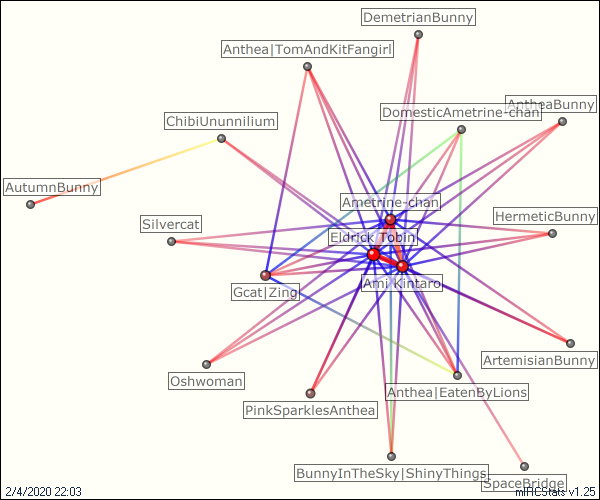 DemetrianBunny
Anthea|TomAndKitFangirl
AntheaBunny
DomesticAmetrine-chan
ChibiUnunnilium
AutumnBunny
Ametrine-chan
HermeticBunny
Silvercat
Eldrick_Tobin
Ami_Kintaro
Gcat|Zing
ArtemisianBunny
Oshwoman
Anthea|EatenByLions
PinkSparklesAnthea
BunnyInTheSky|ShinyThings
SpaceBridge
2/4/2020 22:03
mIRCStats v1.25